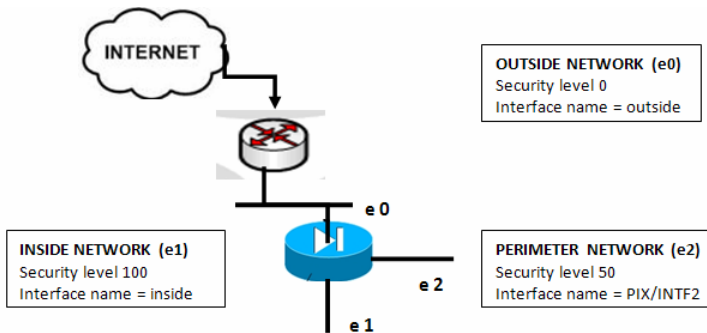 INTERNET
OUTSIDE NETWORK (e0)
Security level 0
Interface name = outside
e 0
INSIDE NETWORK (e1)
Security level 100
Interface name = inside
PERIMETER NETWORK (e2)
Security level 50
Interface name = PIX/INTF2
e 2
e 1